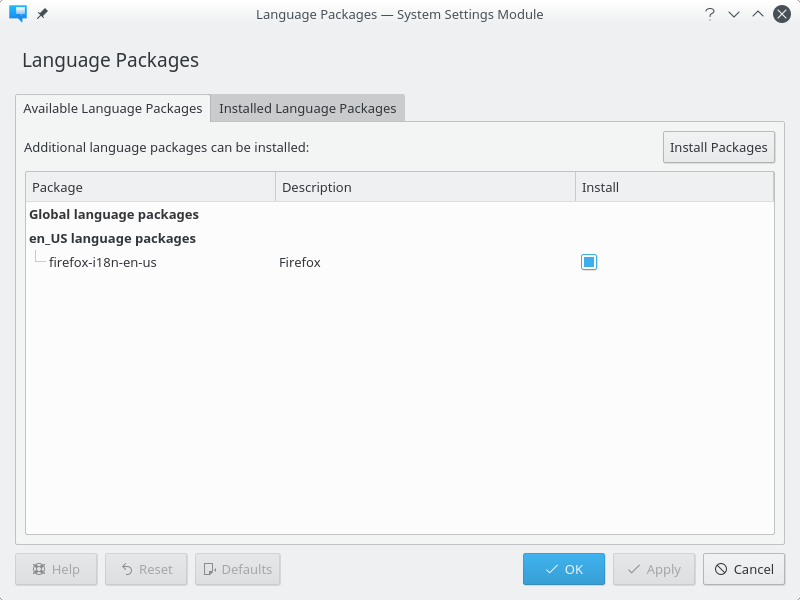 Language Packages — System Settings Module
Language Packages
Available Language Packages
Installed Language Packages
Additional language packages can be installed:
Install Packages
Package Description Install
Global language packages
en_US language packages
firefox-i18n-en-us Firefox
Help Reset Defaults OK Apply Cancel